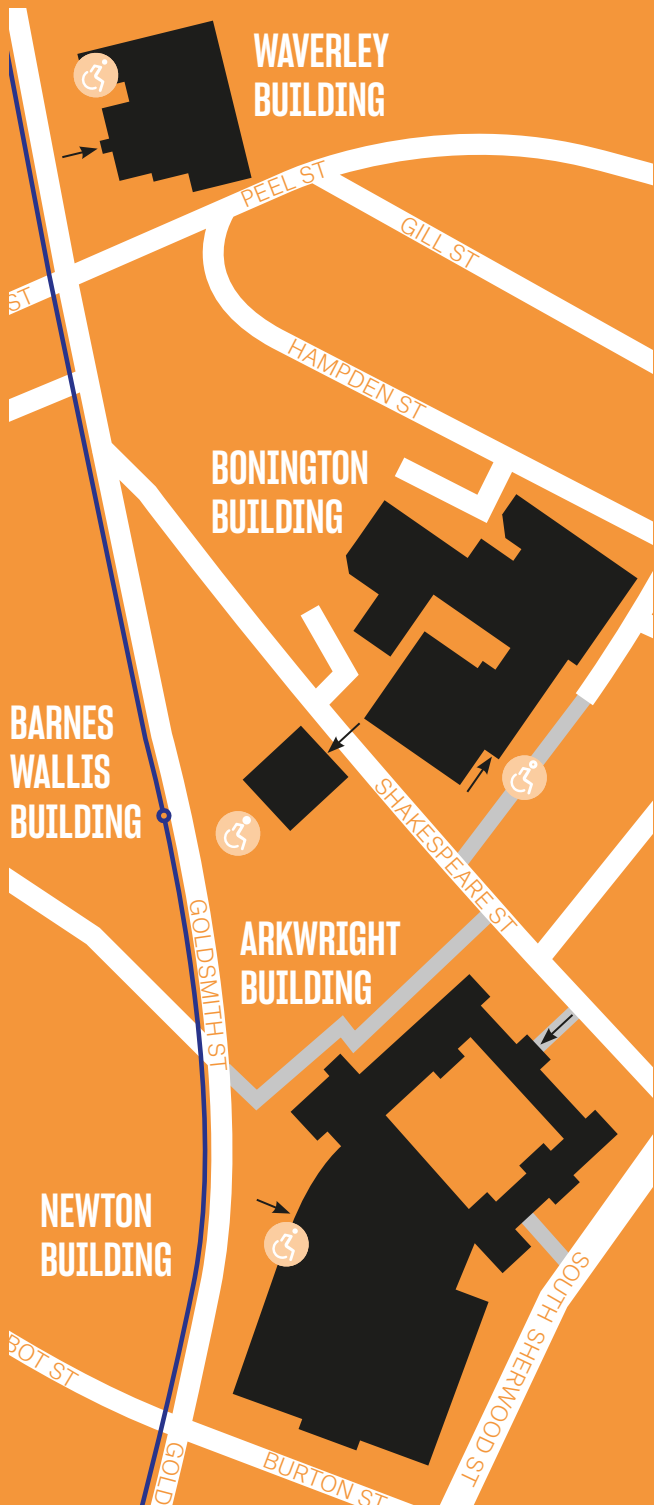 WAVERLEY
BUILDING
PEEL ST
GILL ST
ST
HAMPDEN ST
BONINGTON
BUILDING
BARNES
WALLIS
BUILDING
SHAKESPEARE ST
GOLDSMITH ST
ARKWRIGHT
BUILDING
NEWTON
BUILDING
SOUTH SHERWOOD ST
BOT ST
GOLD
BURTON ST